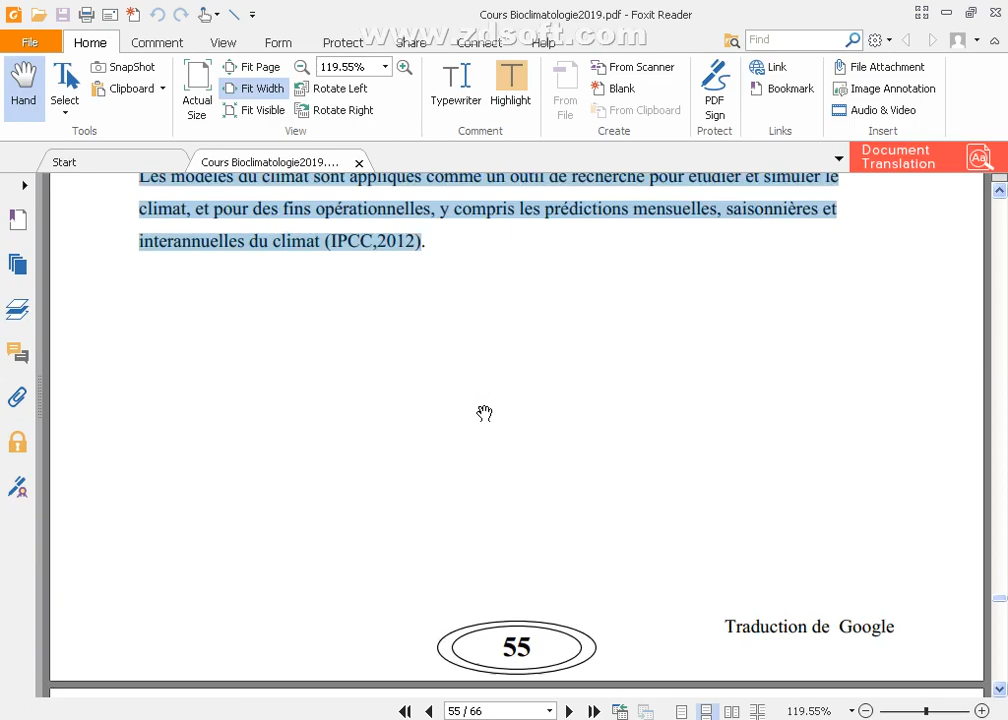 Cours Bioclimatologie2019.pdf - Foxit Reader
www.zdsoft.com
File Home Comment View Form Protect Share Connect Help Find
Hand
Select
SnapShot
Clipboard
Tools
Actual Size
Fit Page
Fit Width
Fit Visible
119.55%
Rotate Left
Rotate Right
View
Typewriter
Highlight
Comment
From File
From Scanner
Blank
From Clipboard
Create
PDF Sign
Protect
Link
Bookmark
Links
File Attachment
Image Annotation
Audio & Video
Insert
Start
Cours Bioclimatologie2019....
Document Translation
Les modèles du climat sont appliqués comme un outil de recherche pour étudier et simuler le
climat, et pour des fins opérationnelles, y compris les prédictions mensuelles, saisonnières et
interannuelles du climat (IPCC,2012).
Traduction de Google
55
55 / 66
119.55%